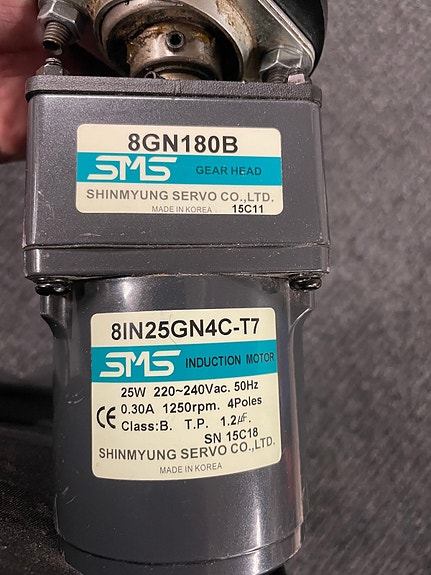 8GN180B
SMS GEAR HEAD
SHINMYUNG SERVO CO.,LTD.
MADE IN KOREA 15C11
8IN25GN4C-T7
SMS INDUCTION MOTOR
25W 220~240Vac. 50Hz
CE 0.30A 1250rpm. 4Poles
Class:B. T.P. 1.2㎌.
SN 15C18
SHINMYUNG SERVO CO.,LTD.
MADE IN KOREA